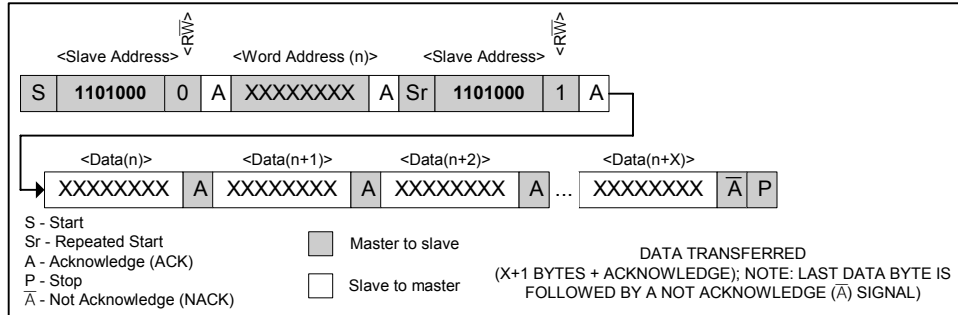 <RW̅> <RW̅>
<Slave Address> <Word Address (n)> <Slave Address>
S 1101000 0 A XXXXXXXX A Sr 1101000 1 A
<Data(n)> <Data(n+1)> <Data(n+2)> <Data(n+X)>
XXXXXXXX A XXXXXXXX A XXXXXXXX A ... XXXXXXXX A̅ P
S - Start
Sr - Repeated Start
A - Acknowledge (ACK)
P - Stop
A̅ - Not Acknowledge (NACK)
Master to slave
Slave to master
DATA TRANSFERRED
(X+1 BYTES + ACKNOWLEDGE); NOTE: LAST DATA BYTE IS
FOLLOWED BY A NOT ACKNOWLEDGE (A̅) SIGNAL)